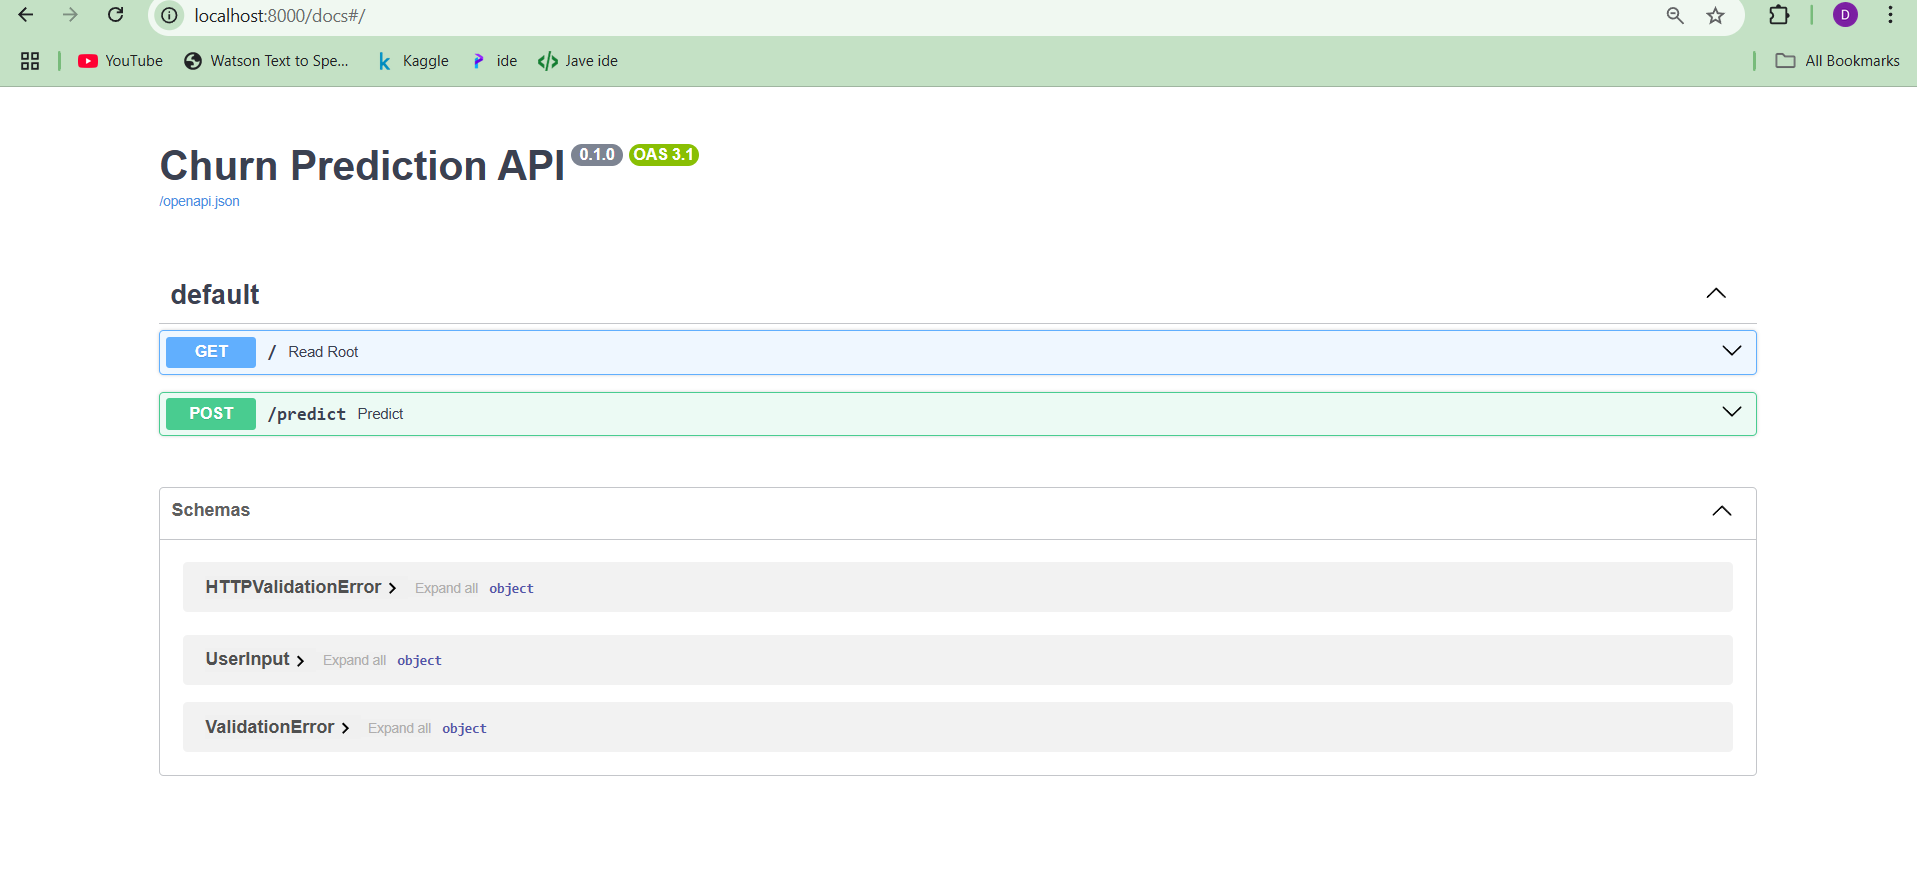 localhost:8000/docs#/
D
YouTube
Watson Text to Spe...
Kaggle
ide
Jave ide
All Bookmarks
Churn Prediction API 0.1.0 OAS 3.1
/openapi.json
default
GET / Read Root
POST /predict Predict
Schemas
HTTPValidationError Expand all object
UserInput Expand all object
ValidationError Expand all object